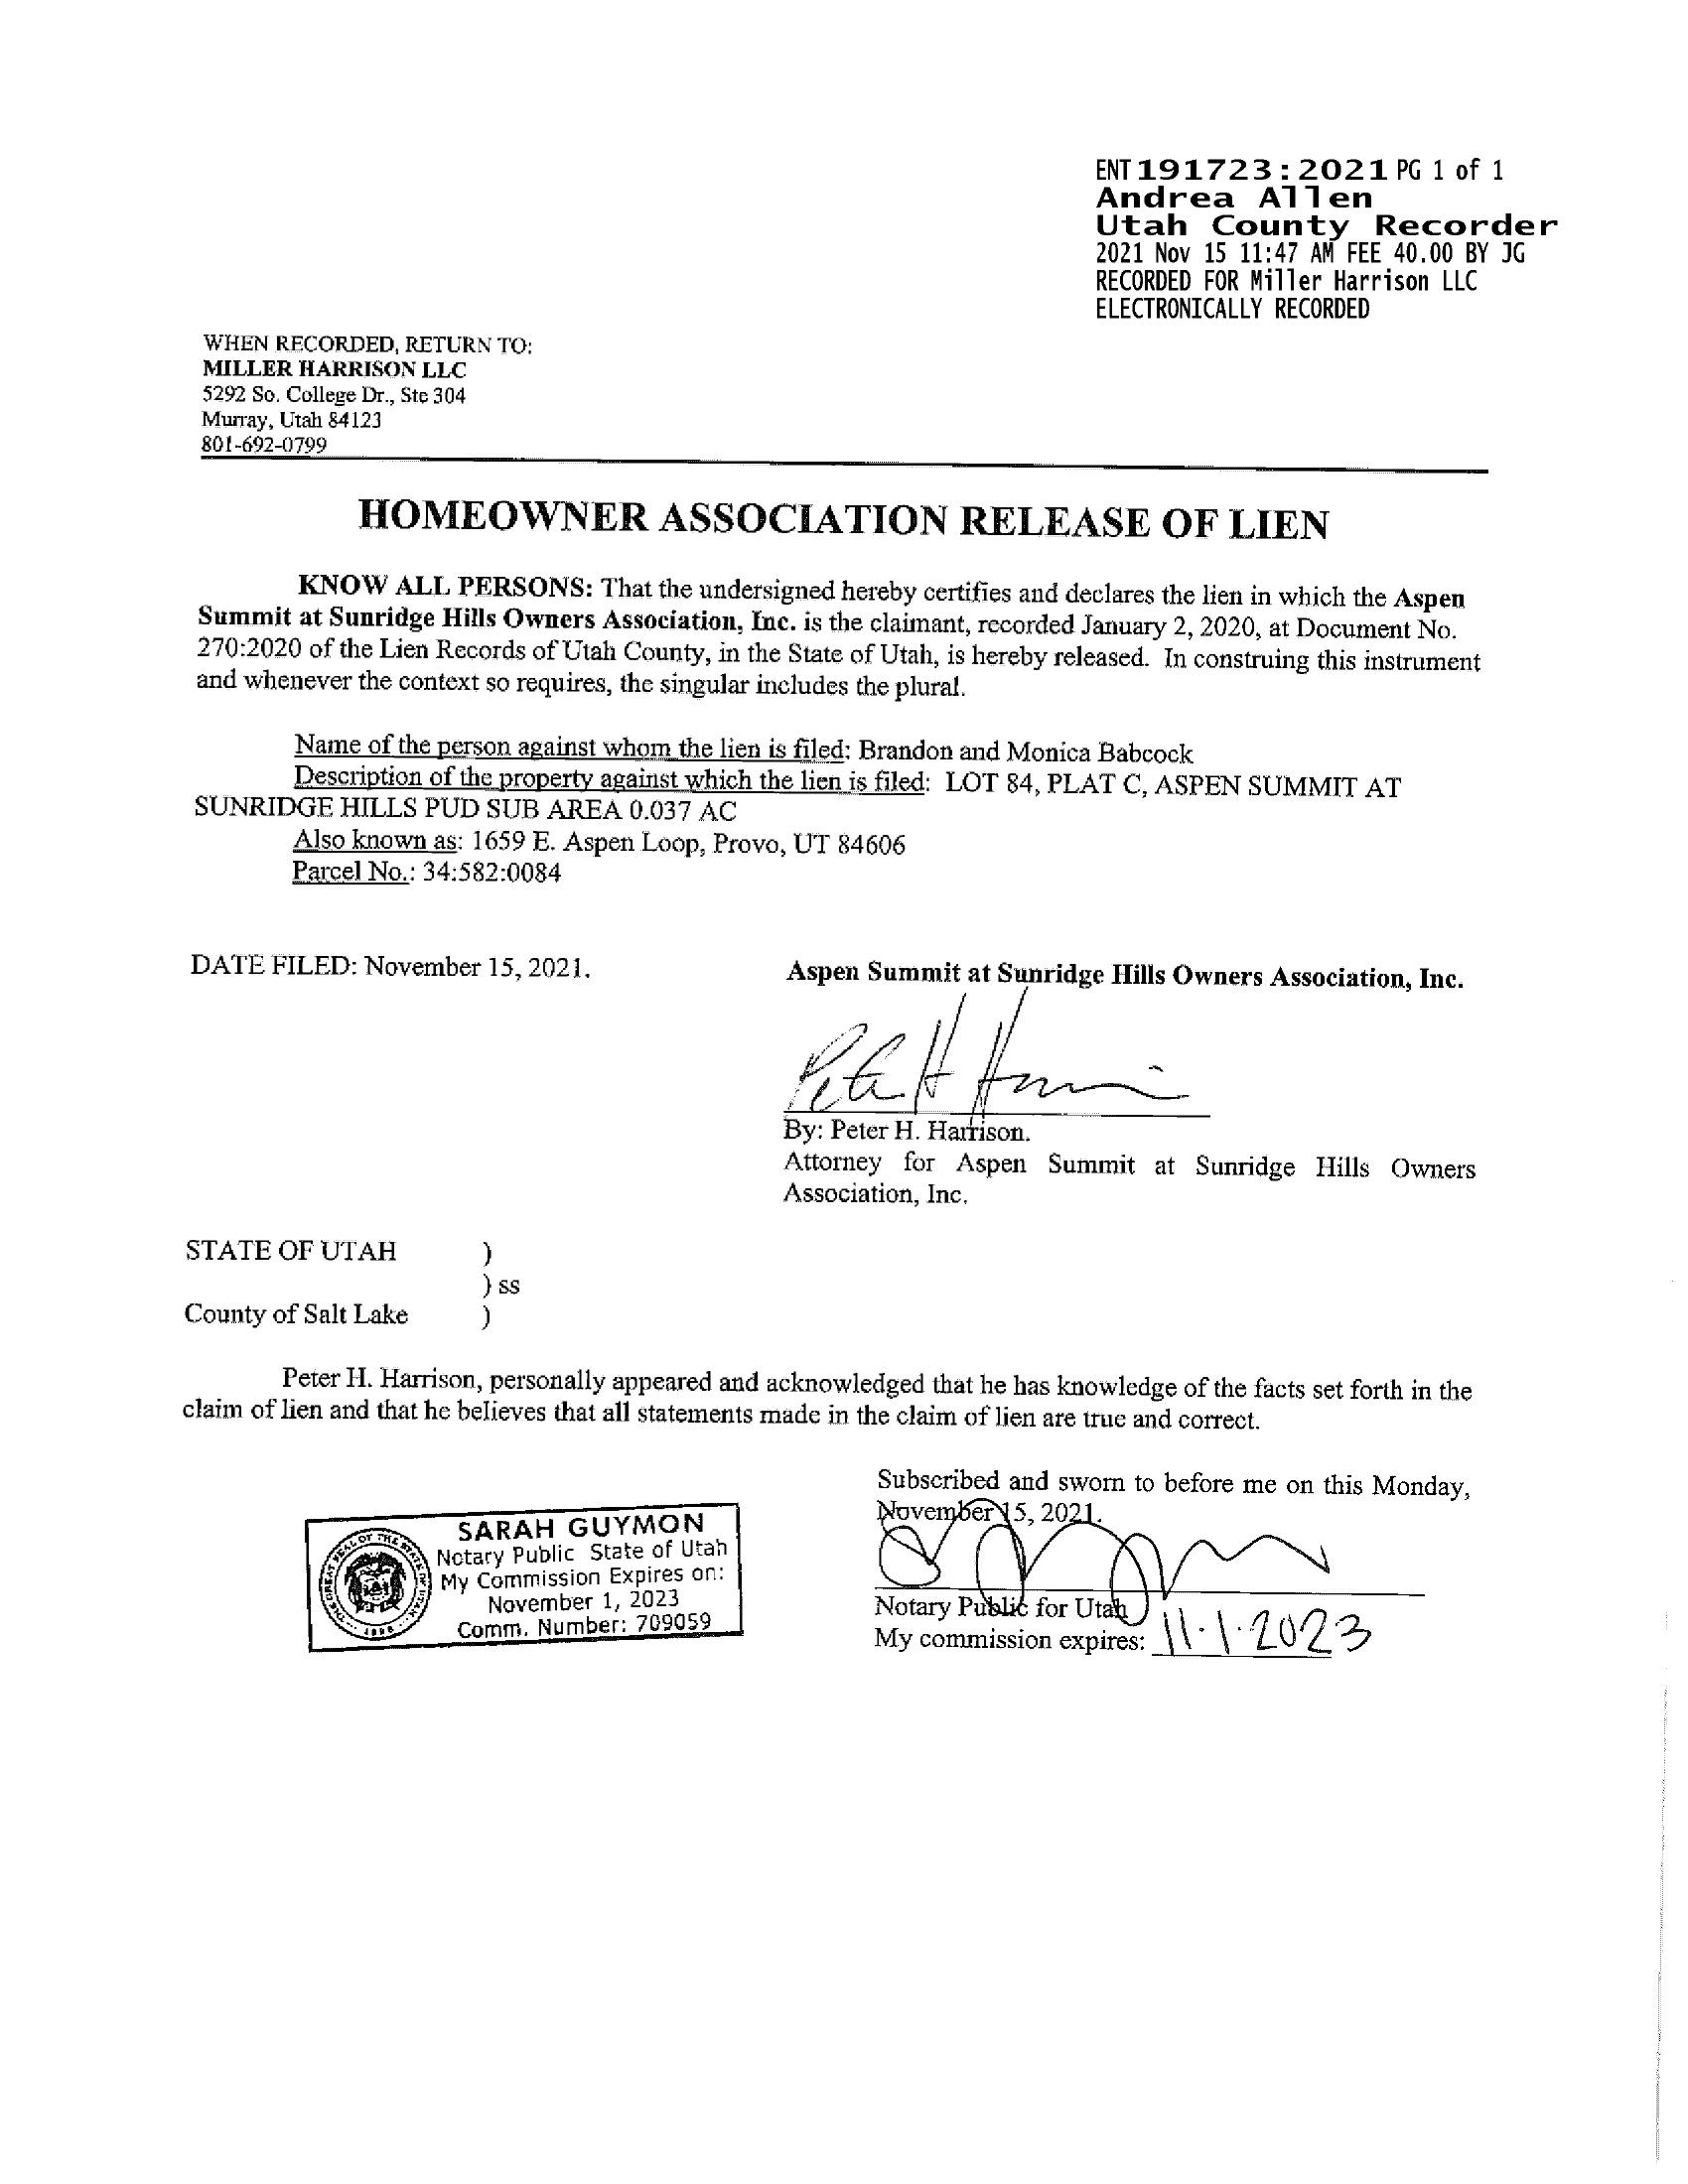 ENT 191723:2021 PG 1 of 1
Andrea Allen
Utah County Recorder
2021 Nov 15 11:47 AM FEE 40.00 BY JG
RECORDED FOR Miller Harrison LLC
ELECTRONICALLY RECORDED
WHEN RECORDED, RETURN TO:
MILLER HARRISON LLC
5292 So. College Dr., Ste 304
Murray, Utah 84123
801-692-0799
HOMEOWNER ASSOCIATION RELEASE OF LIEN
KNOW ALL PERSONS: That the undersigned hereby certifies and declares the lien in which the Aspen
Summit at Sunridge Hills Owners Association, Inc. is the claimant, recorded January 2, 2020, at Document No.
270:2020 of the Lien Records of Utah County, in the State of Utah, is hereby released. In construing this instrument
and whenever the context so requires, the singular includes the plural.
Name of the person against whom the lien is filed: Brandon and Monica Babcock
Description of the property against which the lien is filed: LOT 84, PLAT C, ASPEN SUMMIT AT
SUNRIDGE HILLS PUD SUB AREA 0.037 AC
Also known as: 1659 E. Aspen Loop, Provo, UT 84606
Parcel No.: 34:582:0084
DATE FILED: November 15, 2021.
Aspen Summit at Sunridge Hills Owners Association, Inc.
Peter H Harrison
By: Peter H. Harrison.
Attorney for Aspen Summit at Sunridge Hills Owners
Association, Inc.
STATE OF UTAH )
) ss
County of Salt Lake )
Peter H. Harrison, personally appeared and acknowledged that he has knowledge of the facts set forth in the
claim of lien and that he believes that all statements made in the claim of lien are true and correct.
Subscribed and sworn to before me on this Monday,
November 15, 2021.
Notary Public for Utah
My commission expires: 11.1.2023
THE GREAT SEAL OF THE STATE OF UTAH
1896
SARAH GUYMON
Notary Public State of Utah
My Commission Expires on:
November 1, 2023
Comm. Number: 709059